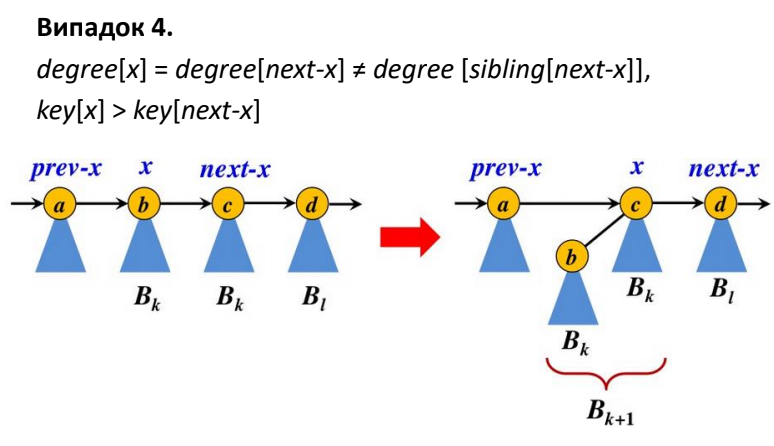 Випадок 4.
degree[x] = degree[next-x] ≠ degree [sibling[next-x]],
key[x] > key[next-x]
prev-x x next-x
a b c d
B_k B_k B_l
prev-x x next-x
a c d
b
B_k B_l
B_k
B_{k+1}